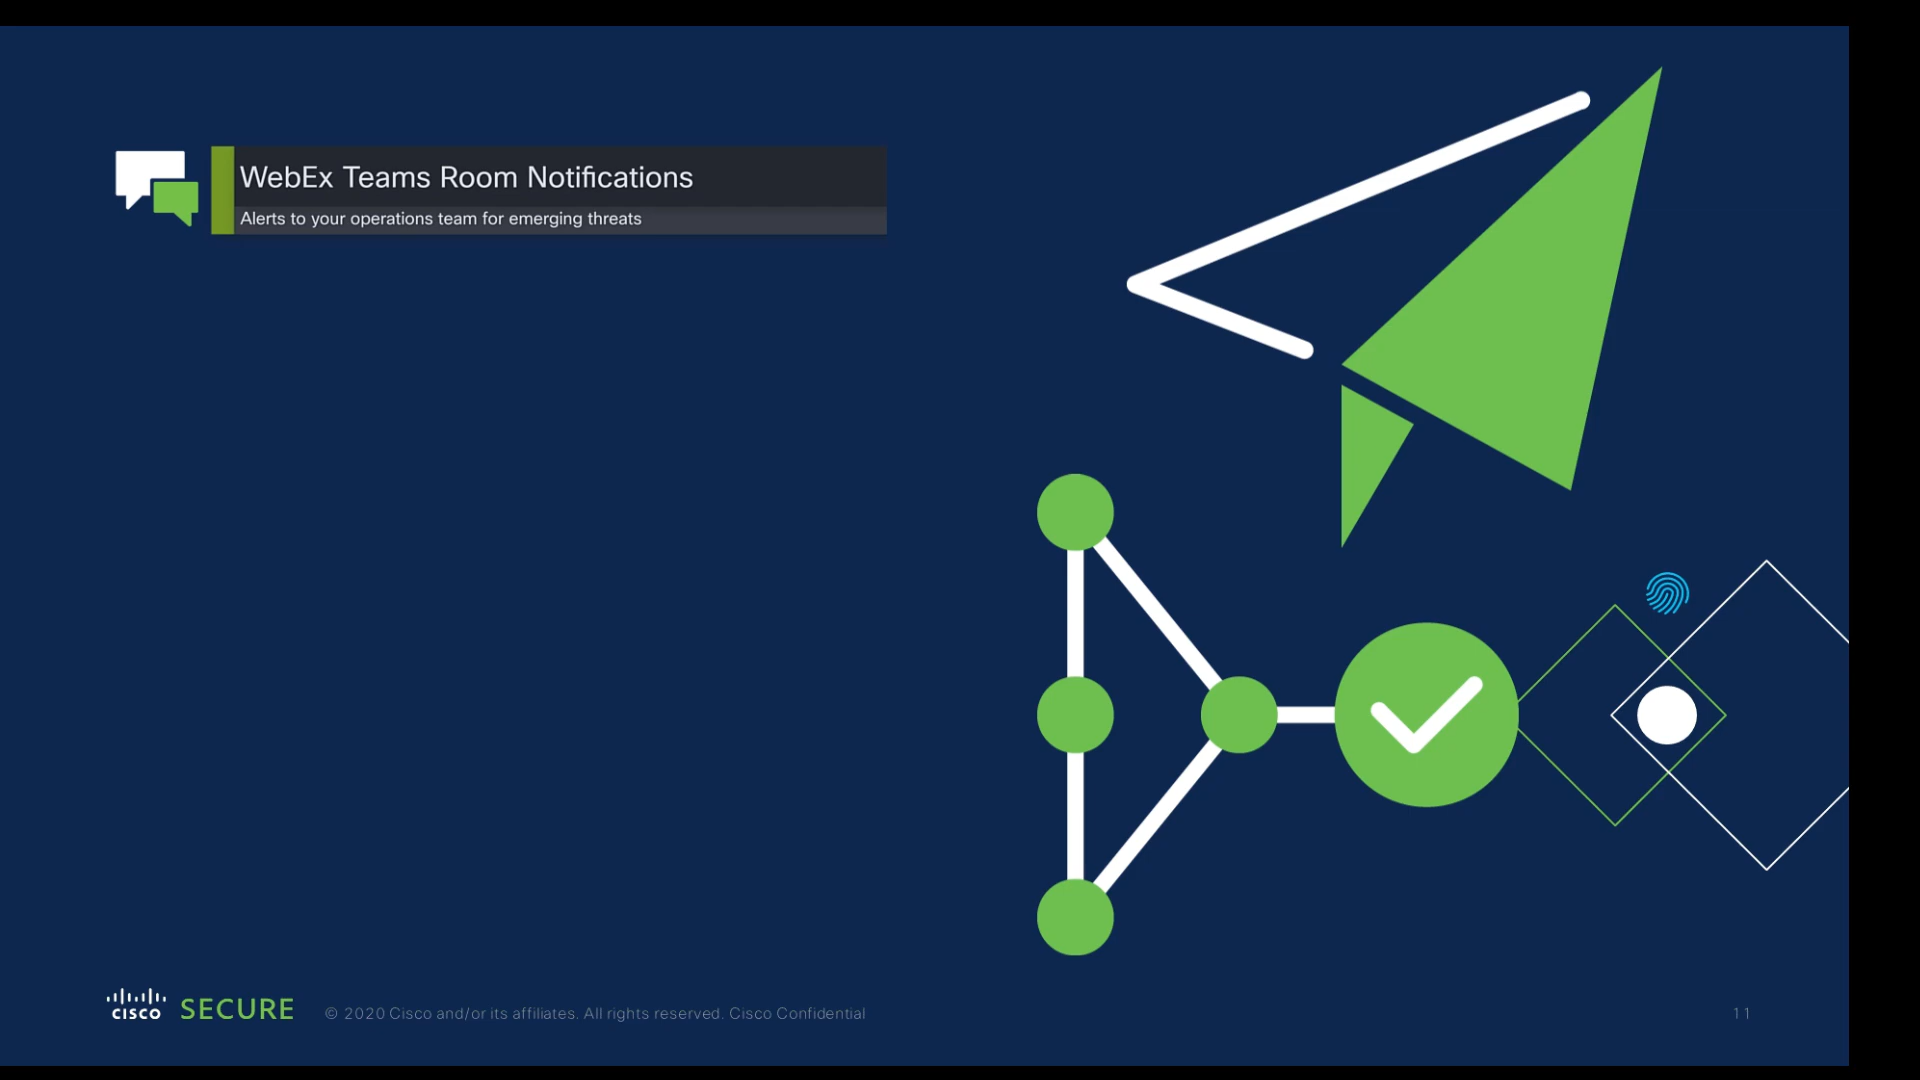 WebEx Teams Room Notifications
Alerts to your operations team for emerging threats
CISCO SECURE
© 2020 Cisco and/or its affiliates. All rights reserved. Cisco Confidential
11